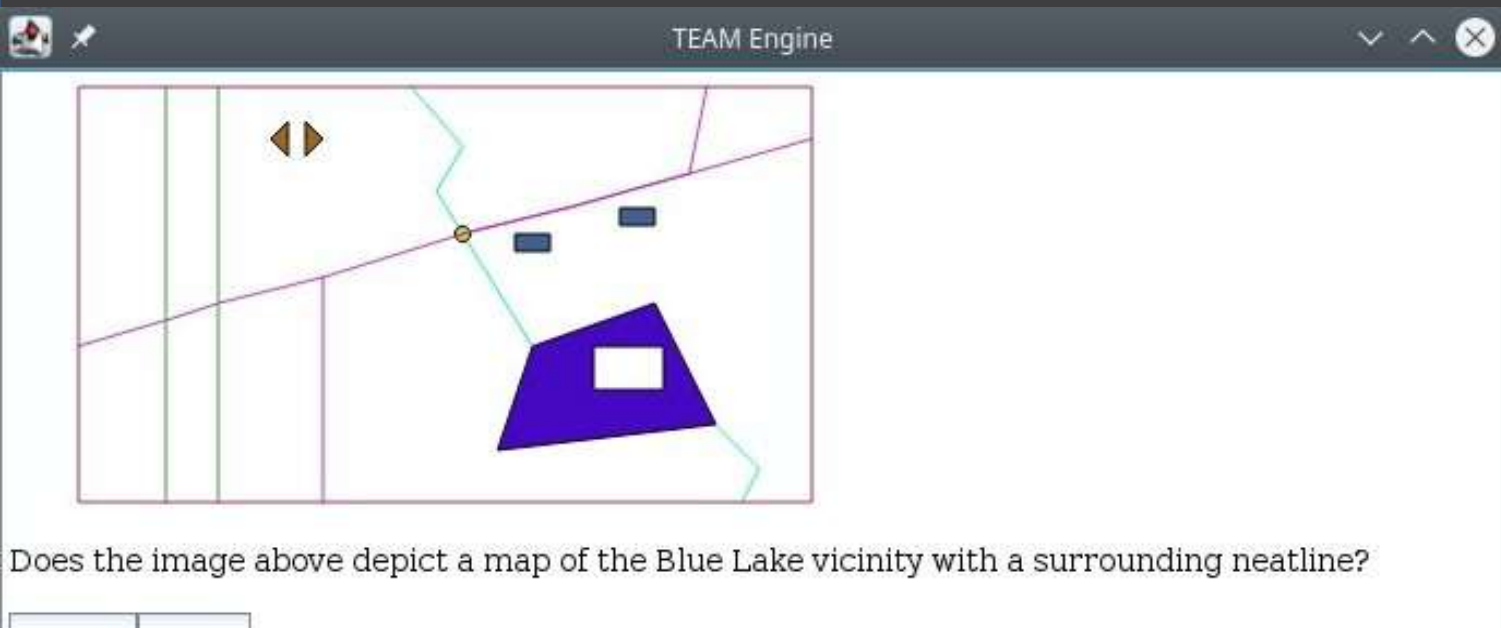 TEAM Engine
Does the image above depict a map of the Blue Lake vicinity with a surrounding neatline?